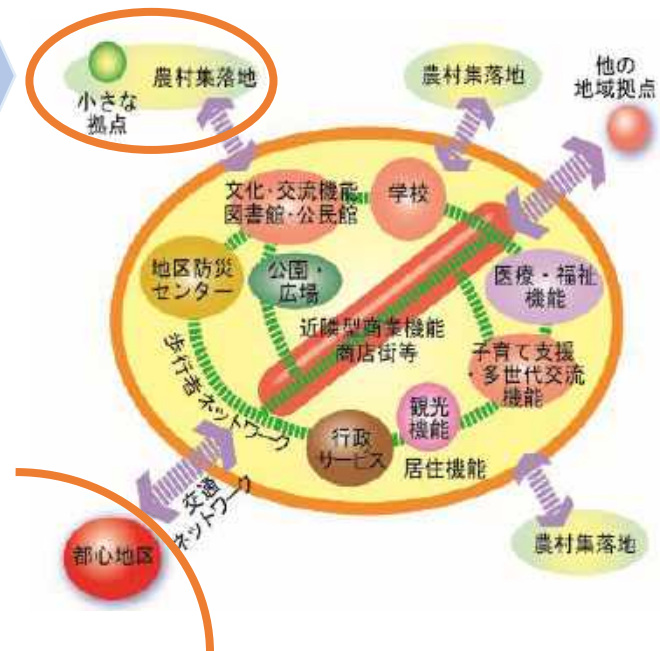 農村集落地
小さな
拠点
農村集落地
他の
地域拠点
文化・交流機能
図書館・公民館
学校
地区防災
センター
公園・
広場
医療・福祉
機能
近隣型商業機能
商店街等
子育て支援
・多世代交流
機能
歩行者ネットワーク
観光
機能
行政
サービス
居住機能
交通
ネットワーク
都心地区
農村集落地